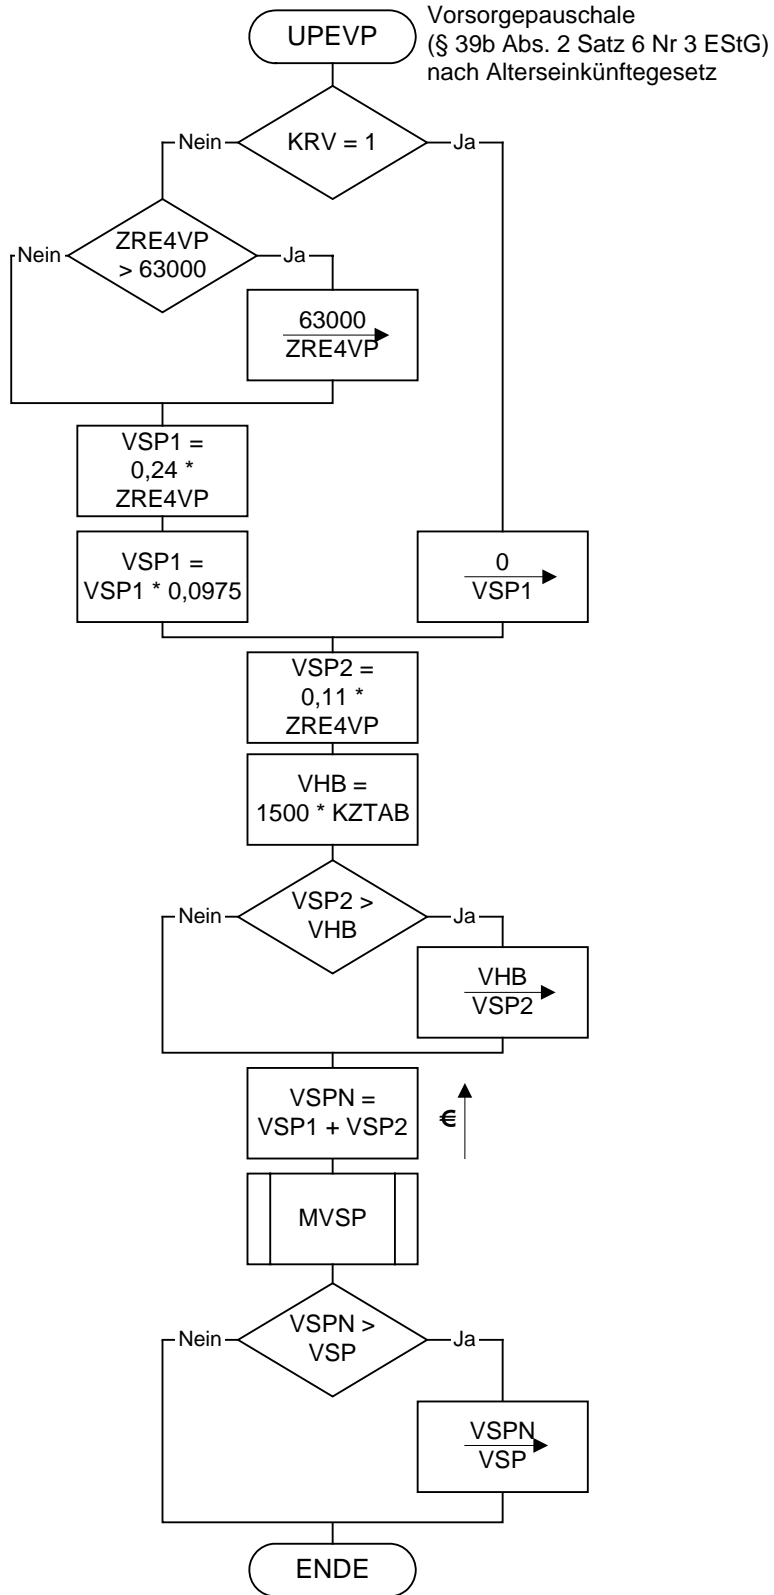 UPEVP
Vorsorgepauschale
(§ 39b Abs. 2 Satz 6 Nr 3 EStG)
nach Alterseinkünftegesetz
KRV = 1
Nein
Ja
ZRE4VP
> 63000
Nein
Ja
63000
ZRE4VP
VSP1 =
0,24 *
ZRE4VP
VSP1 =
VSP1 * 0,0975
0
VSP1
VSP2 =
0,11 *
ZRE4VP
VHB =
1500 * KZTAB
VSP2 >
VHB
Nein
Ja
VHB
VSP2
VSPN =
VSP1 + VSP2
€
MVSP
VSPN >
VSP
Nein
Ja
VSPN
VSP
ENDE